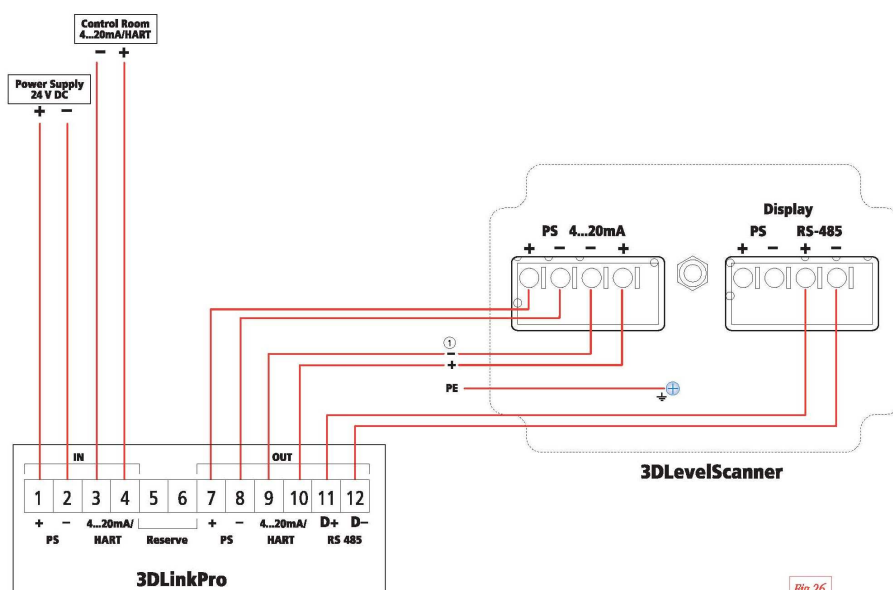 Control Room
4...20mA/HART
− +
Power Supply
24 V DC
+ −
Display
PS 4...20mA
+ − − +
PS RS-485
+ − + −
1
−
+
PE
3DLevelScanner
IN
OUT
1 2 3 4 5 6 7 8 9 10 11 12
+ − 4...20mA/ + − 4...20mA/ D+ D−
PS HART Reserve PS HART RS 485
3DLinkPro
Fig 26